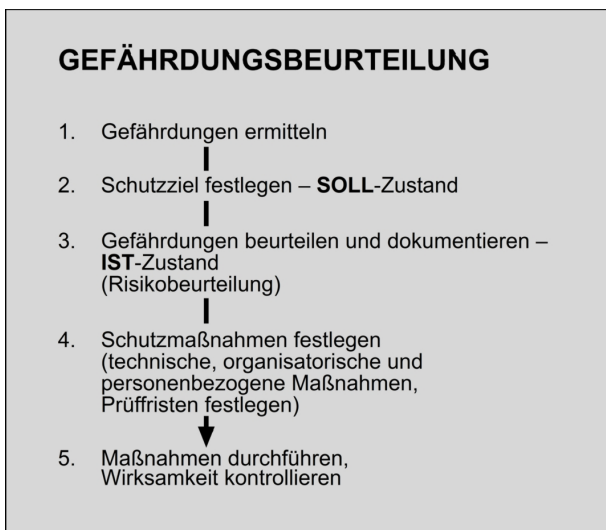 GEFÄHRDUNGSBEURTEILUNG
1. Gefährdungen ermitteln
2. Schutzziel festlegen – SOLL-Zustand
3. Gefährdungen beurteilen und dokumentieren –
IST-Zustand
(Risikobeurteilung)
4. Schutzmaßnahmen festlegen
(technische, organisatorische und
personenbezogene Maßnahmen,
Prüffristen festlegen)
5. Maßnahmen durchführen,
Wirksamkeit kontrollieren